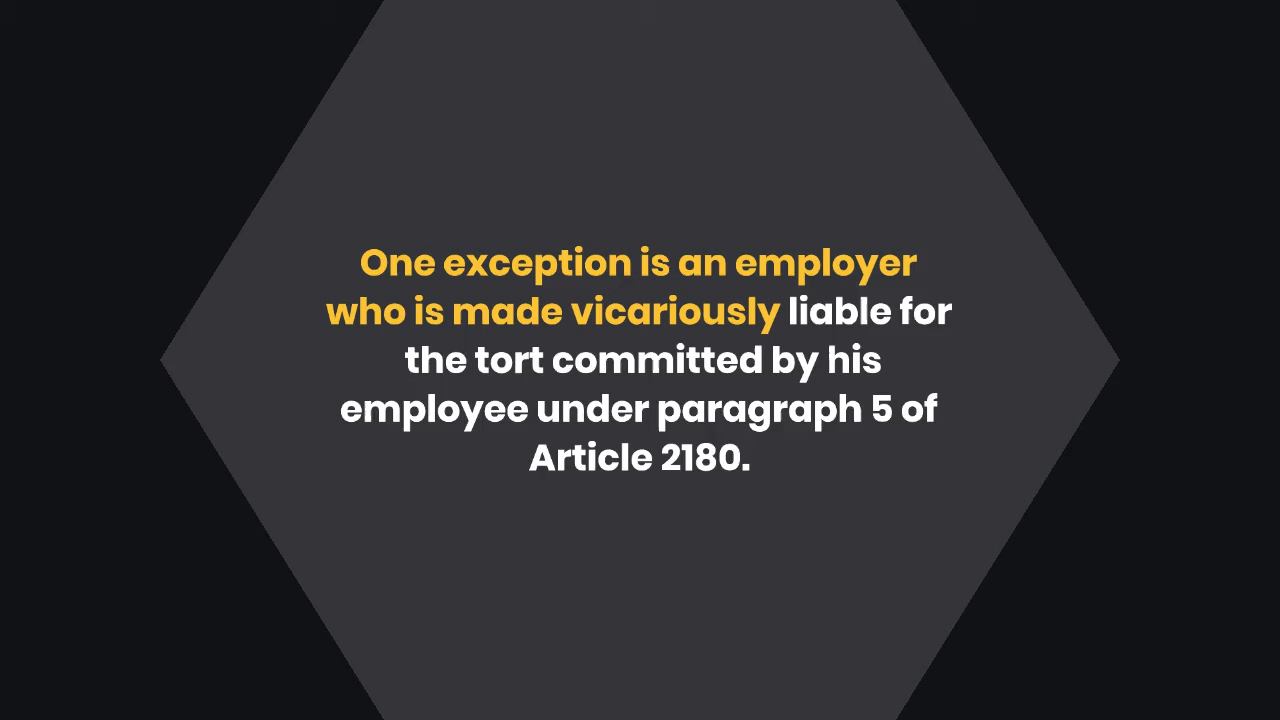 One exception is an employer
who is made vicariously liable for
the tort committed by his
employee under paragraph 5 of
Article 2180.